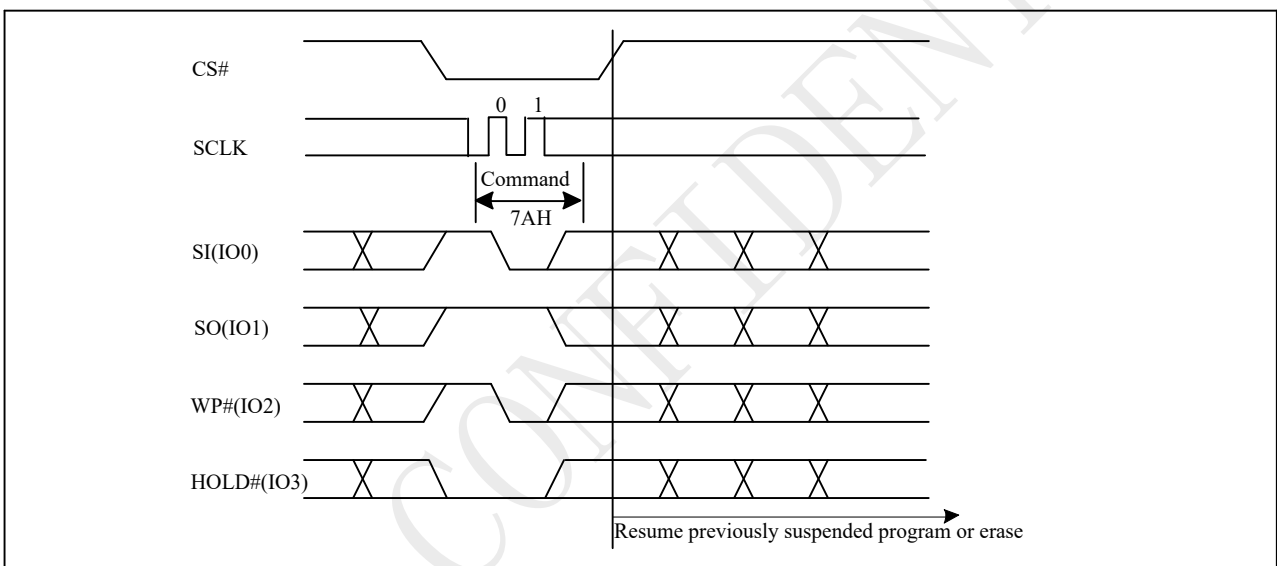 CS#
0 1
SCLK
Command
7AH
SI(IO0)
SO(IO1)
WP#(IO2)
HOLD#(IO3)
Resume previously suspended program or erase
CONFIDENT